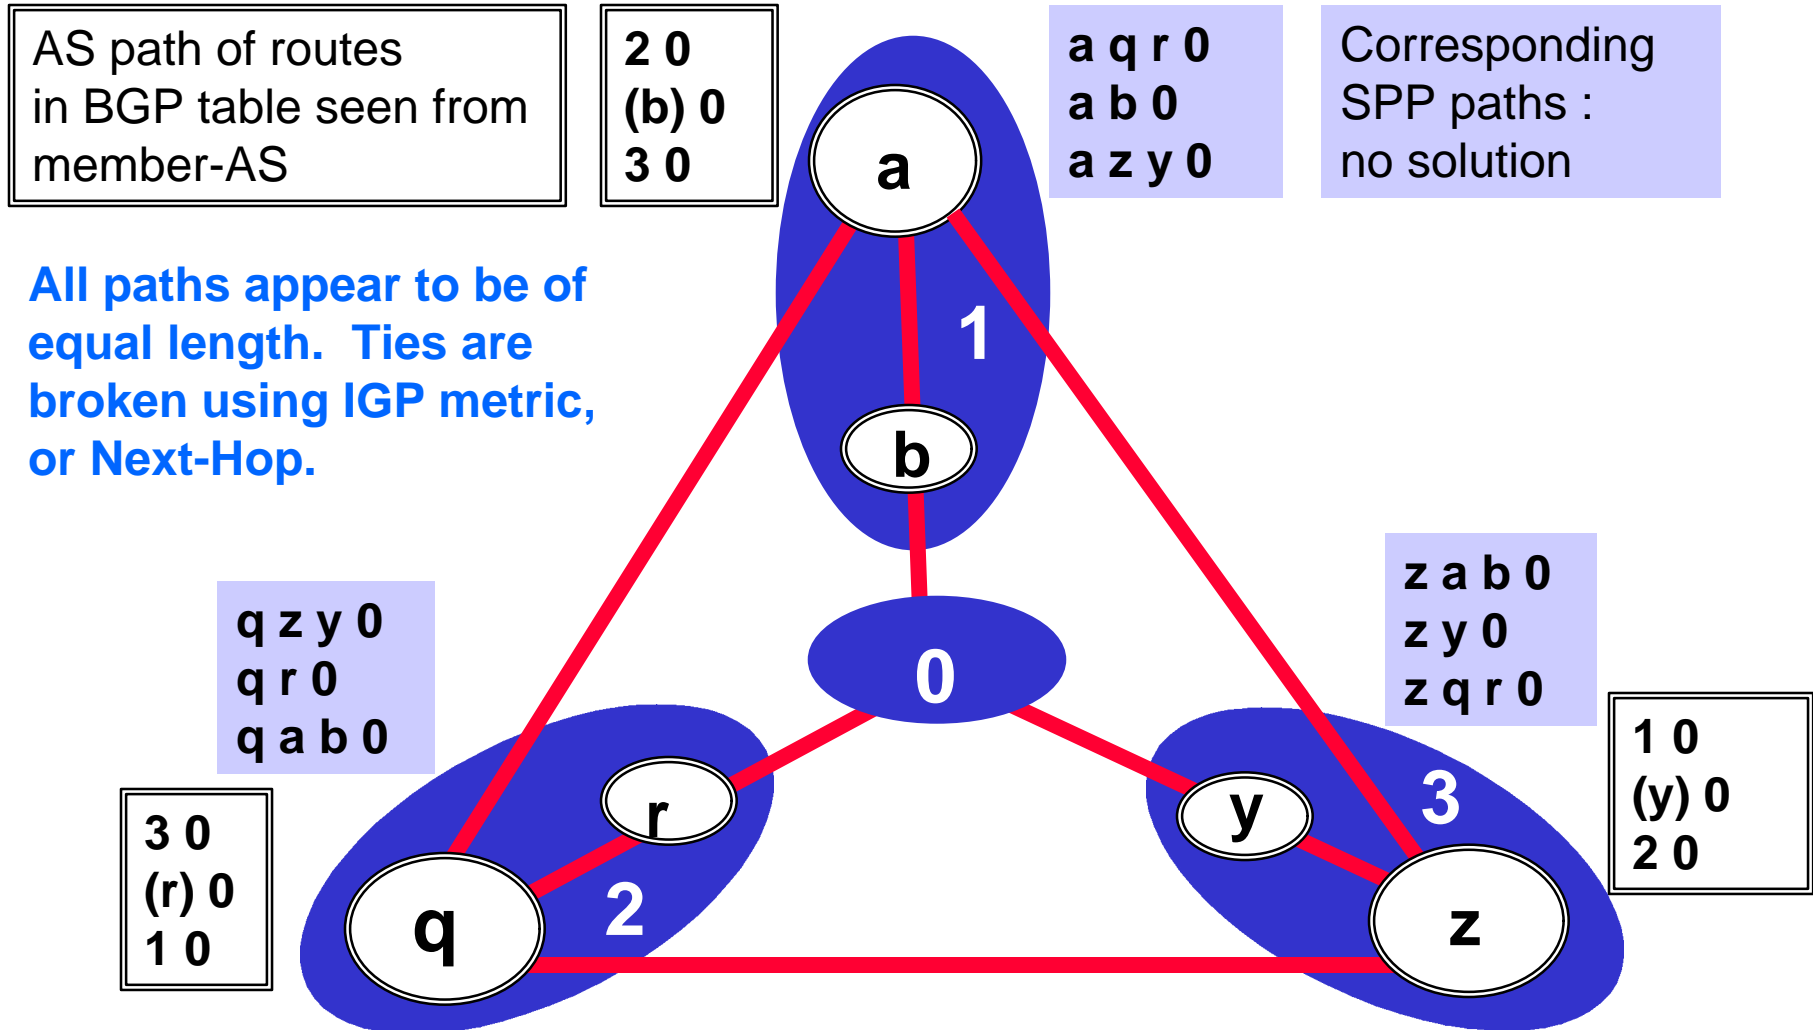 AS path of routes
in BGP table seen from
member-AS
2 0
(b) 0
3 0
a q r 0
a b 0
a z y 0
Corresponding
SPP paths :
no solution
a
All paths appear to be of
equal length. Ties are
broken using IGP metric,
or Next-Hop.
1
b
q z y 0
q r 0
q a b 0
0
z a b 0
z y 0
z q r 0
3 0
(r) 0
1 0
r
q
2
y
3
z
1 0
(y) 0
2 0